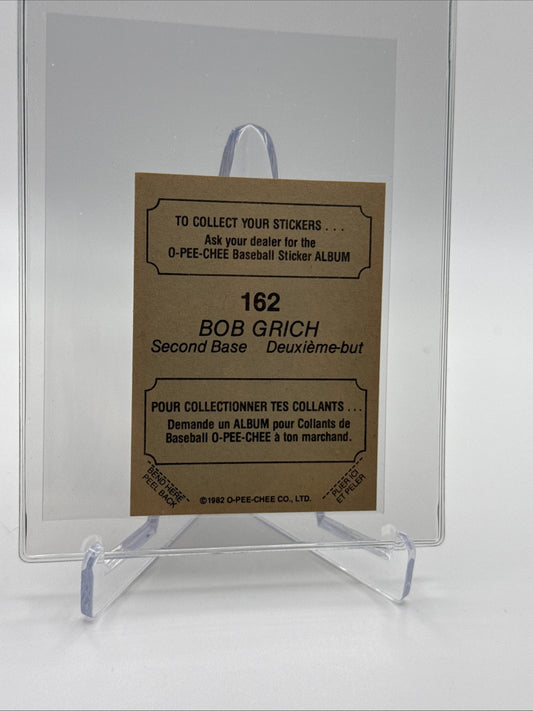 TO COLLECT YOUR STICKERS . . .
Ask your dealer for the
O-PEE-CHEE Baseball Sticker ALBUM
162
BOB GRICH
Second Base Deuxième-but
POUR COLLECTIONNER TES COLLANTS . . .
Demande un ALBUM pour Collants de
Baseball O-PEE-CHEE à ton marchand.
BEND HERE
PEEL BACK
PLIER ICI
ET PELER
©1982 O-PEE-CHEE CO., LTD.